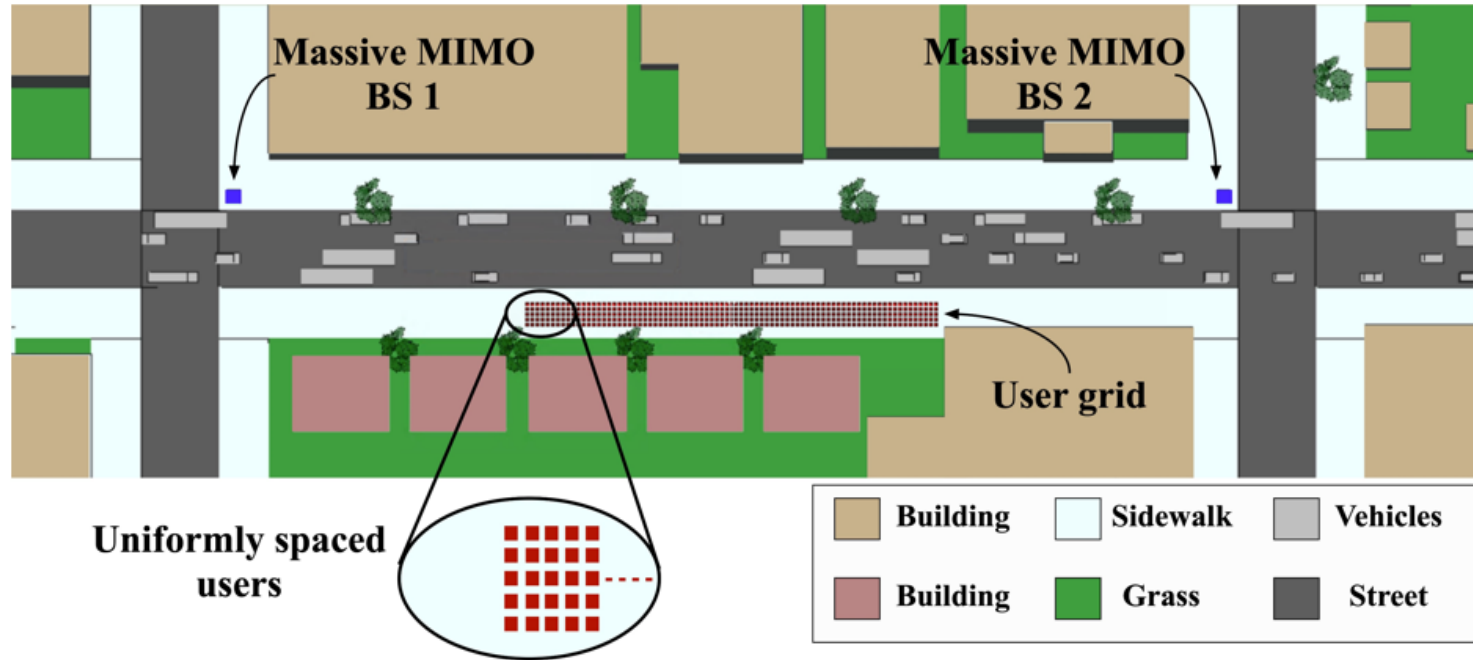 Massive MIMO
BS 1
Massive MIMO
BS 2
User grid
Uniformly spaced
users
Building
Sidewalk
Vehicles
Building
Grass
Street